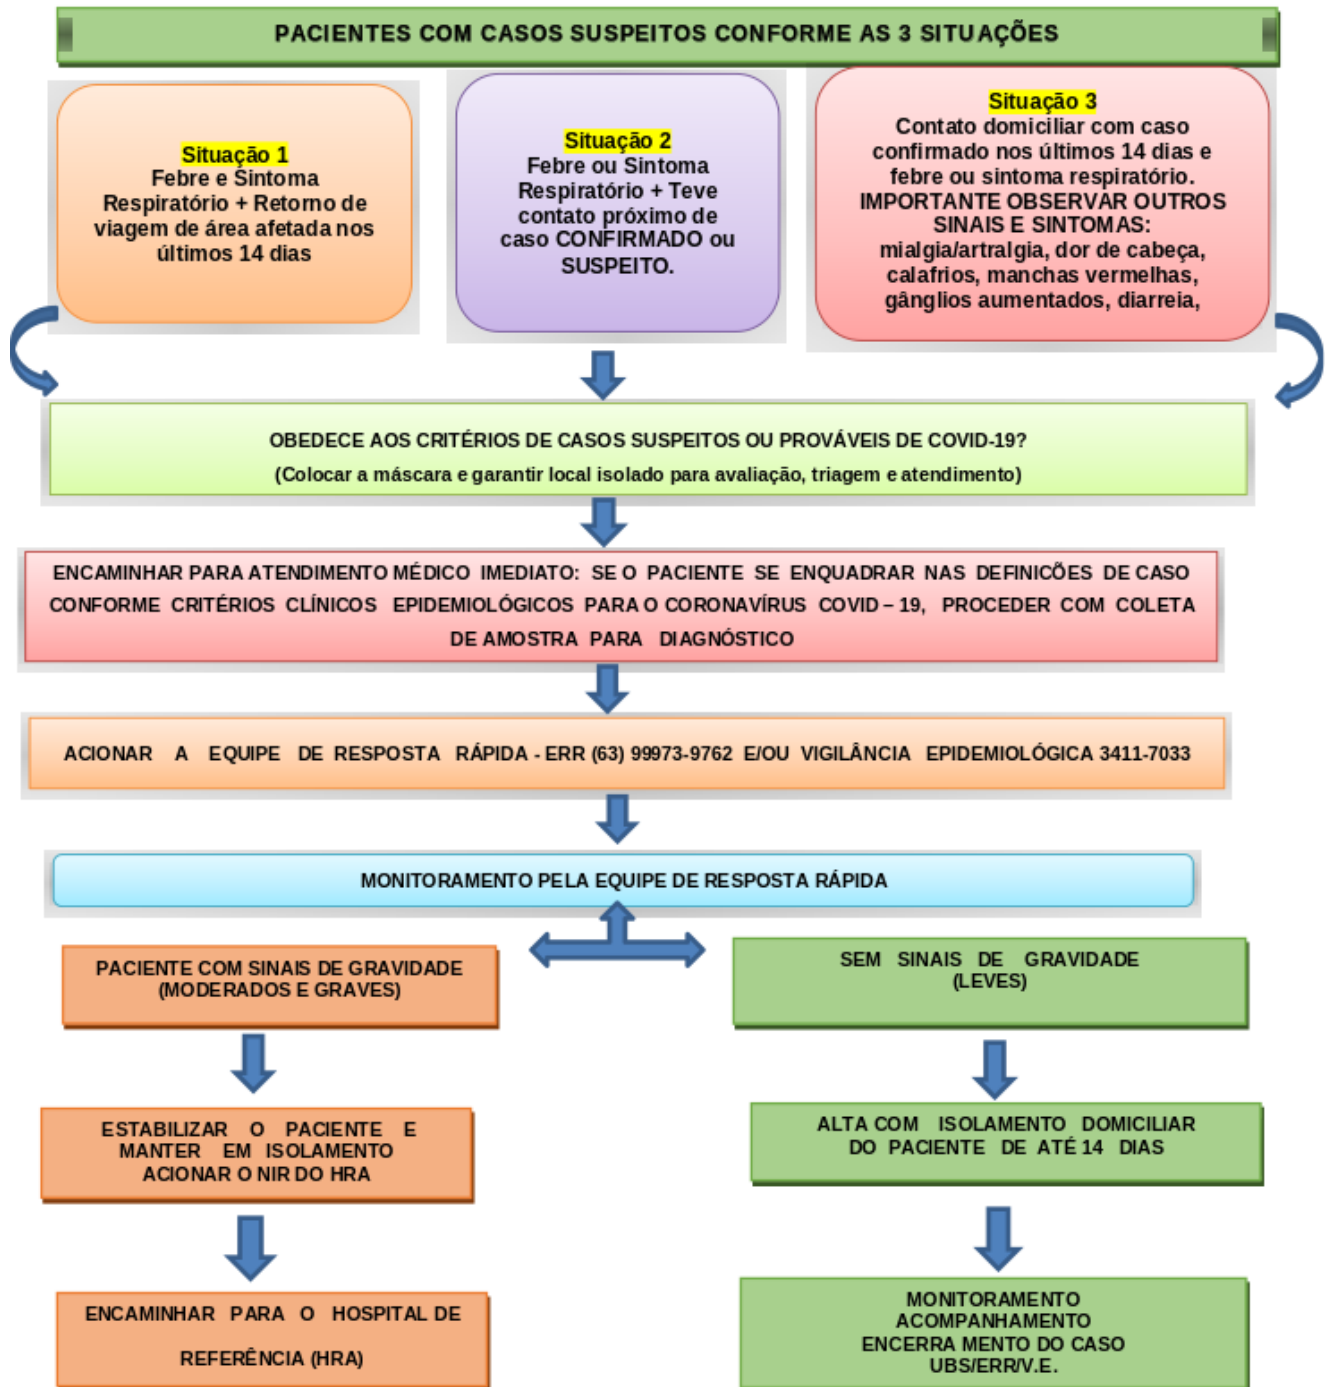 PACIENTES COM CASOS SUSPEITOS CONFORME AS 3 SITUAÇÕES
Situação 1
Febre e Sintoma
Respiratório + Retorno de
viagem de área afetada nos
últimos 14 dias
Situação 2
Febre ou Sintoma
Respiratório + Teve
contato próximo de
caso CONFIRMADO ou
SUSPEITO.
Situação 3
Contato domiciliar com caso
confirmado nos últimos 14 dias e
febre ou sintoma respiratório.
IMPORTANTE OBSERVAR OUTROS
SINAIS E SINTOMAS:
mialgia/artralgia, dor de cabeça,
calafrios, manchas vermelhas,
gânglios aumentados, diarreia,
OBEDECE AOS CRITÉRIOS DE CASOS SUSPEITOS OU PROVÁVEIS DE COVID-19?
(Colocar a máscara e garantir local isolado para avaliação, triagem e atendimento)
ENCAMINHAR PARA ATENDIMENTO MÉDICO IMEDIATO: SE O PACIENTE SE ENQUADRAR NAS DEFINICÕES DE CASO
CONFORME CRITÉRIOS CLÍNICOS EPIDEMIOLÓGICOS PARA O CORONAVÍRUS COVID – 19, PROCEDER COM COLETA
DE AMOSTRA PARA DIAGNÓSTICO
ACIONAR A EQUIPE DE RESPOSTA RÁPIDA - ERR (63) 99973-9762 E/OU VIGILÂNCIA EPIDEMIOLÓGICA 3411-7033
MONITORAMENTO PELA EQUIPE DE RESPOSTA RÁPIDA
PACIENTE COM SINAIS DE GRAVIDADE
(MODERADOS E GRAVES)
ESTABILIZAR O PACIENTE E
MANTER EM ISOLAMENTO
ACIONAR O NIR DO HRA
ENCAMINHAR PARA O HOSPITAL DE
REFERÊNCIA (HRA)
SEM SINAIS DE GRAVIDADE
(LEVES)
ALTA COM ISOLAMENTO DOMICILIAR
DO PACIENTE DE ATÉ 14 DIAS
MONITORAMENTO
ACOMPANHAMENTO
ENCERRA MENTO DO CASO
UBS/ERR/V.E.